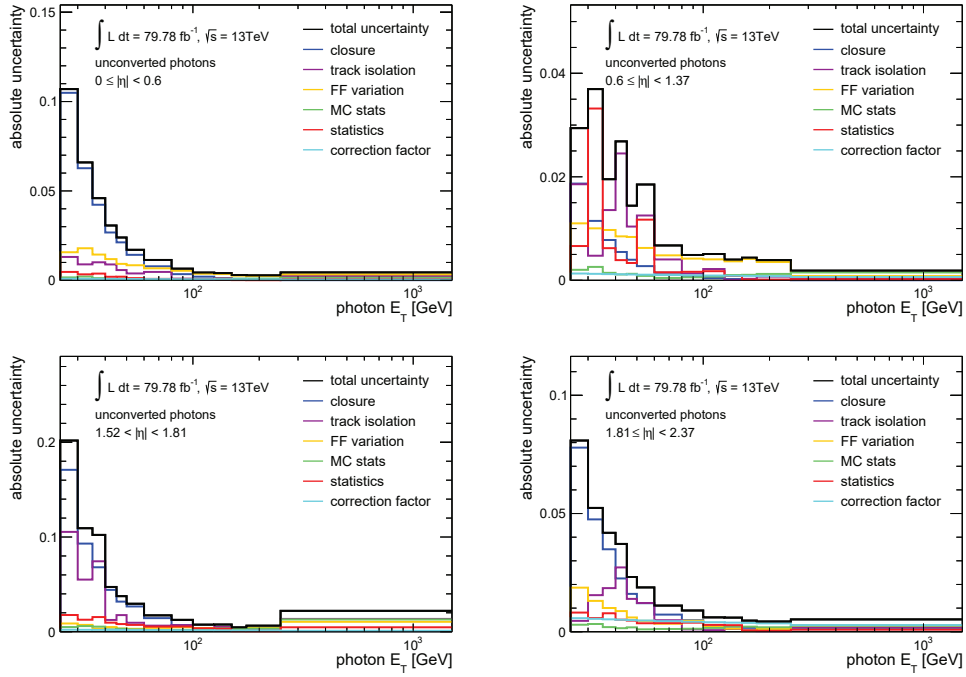 absolute uncertainty
0.15
0.1
0.05
0
∫ L dt = 79.78 fb⁻¹, √s = 13TeV
unconverted photons
0 ≤ |η| < 0.6
total uncertainty
closure
track isolation
FF variation
MC stats
statistics
correction factor
10²
10³
photon E_T [GeV]
absolute uncertainty
0.04
0.02
0
∫ L dt = 79.78 fb⁻¹, √s = 13TeV
unconverted photons
0.6 ≤ |η| < 1.37
total uncertainty
closure
track isolation
FF variation
MC stats
statistics
correction factor
10²
10³
photon E_T [GeV]
absolute uncertainty
0.2
0.1
0
∫ L dt = 79.78 fb⁻¹, √s = 13TeV
unconverted photons
1.52 < |η| < 1.81
total uncertainty
closure
track isolation
FF variation
MC stats
statistics
correction factor
10²
10³
photon E_T [GeV]
absolute uncertainty
0.1
0.05
0
∫ L dt = 79.78 fb⁻¹, √s = 13TeV
unconverted photons
1.81 ≤ |η| < 2.37
total uncertainty
closure
track isolation
FF variation
MC stats
statistics
correction factor
10²
10³
photon E_T [GeV]